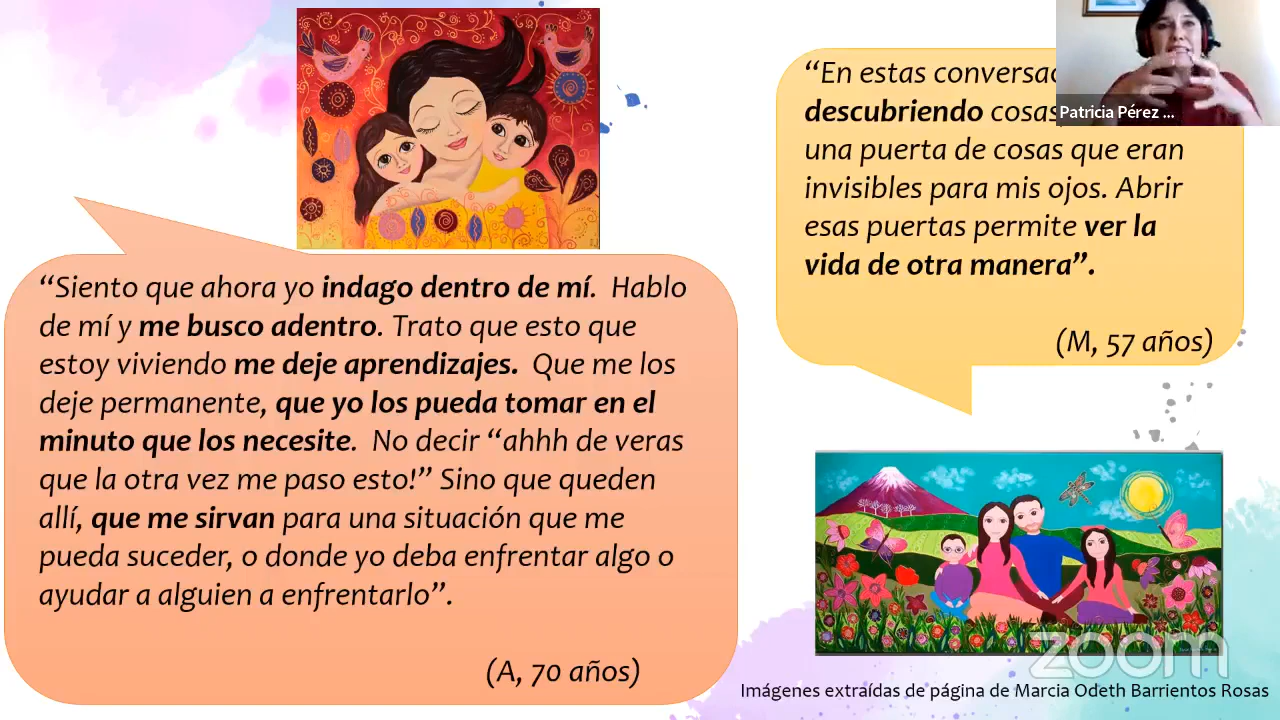 “Siento que ahora yo indago dentro de mí. Hablo
de mí y me busco adentro. Trato que esto que
estoy viviendo me deje aprendizajes. Que me los
deje permanente, que yo los pueda tomar en el
minuto que los necesite. No decir “ahhh de veras
que la otra vez me paso esto!” Sino que queden
allí, que me sirvan para una situación que me
pueda suceder, o donde yo deba enfrentar algo o
ayudar a alguien a enfrentarlo”.
(A, 70 años)
“En estas
descubriendo
una puerta de cosas que eran
invisibles para mis ojos. Abrir
esas puertas permite ver la
vida de otra manera”.
(M, 57 años)
Patricia Pérez ...
zoom
Imágenes extraídas de página de Marcia Odeth Barrientos Rosas